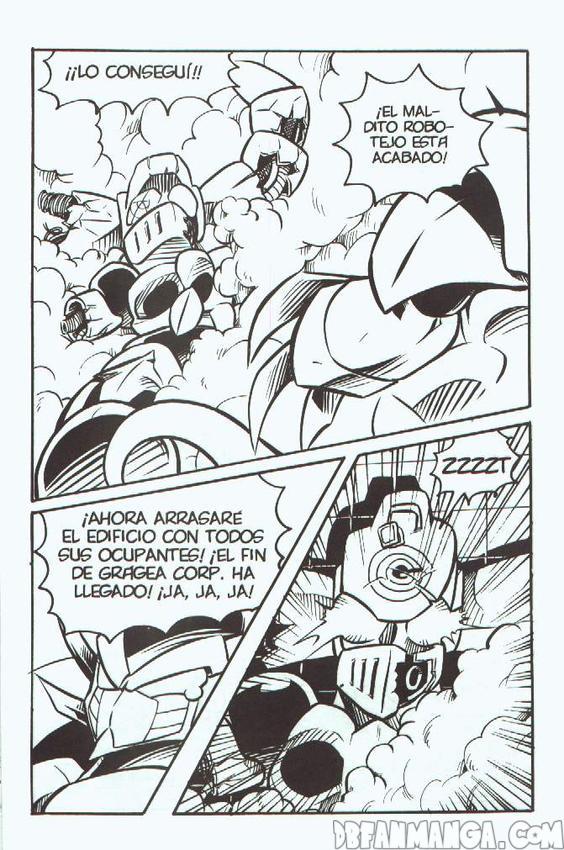 ¡¡LO CONSEGUÍ!!
¡EL MAL-
DITO ROBO-
TEJO ESTÁ
ACABADO!
¡AHORA ARRASARÉ
EL EDIFICIO CON TODOS
SUS OCUPANTES! ¡EL FIN
DE GRAGEA CORP. HA
LLEGADO! ¡JA, JA, JA!
ZZZZT
DBFANMANGA.COM